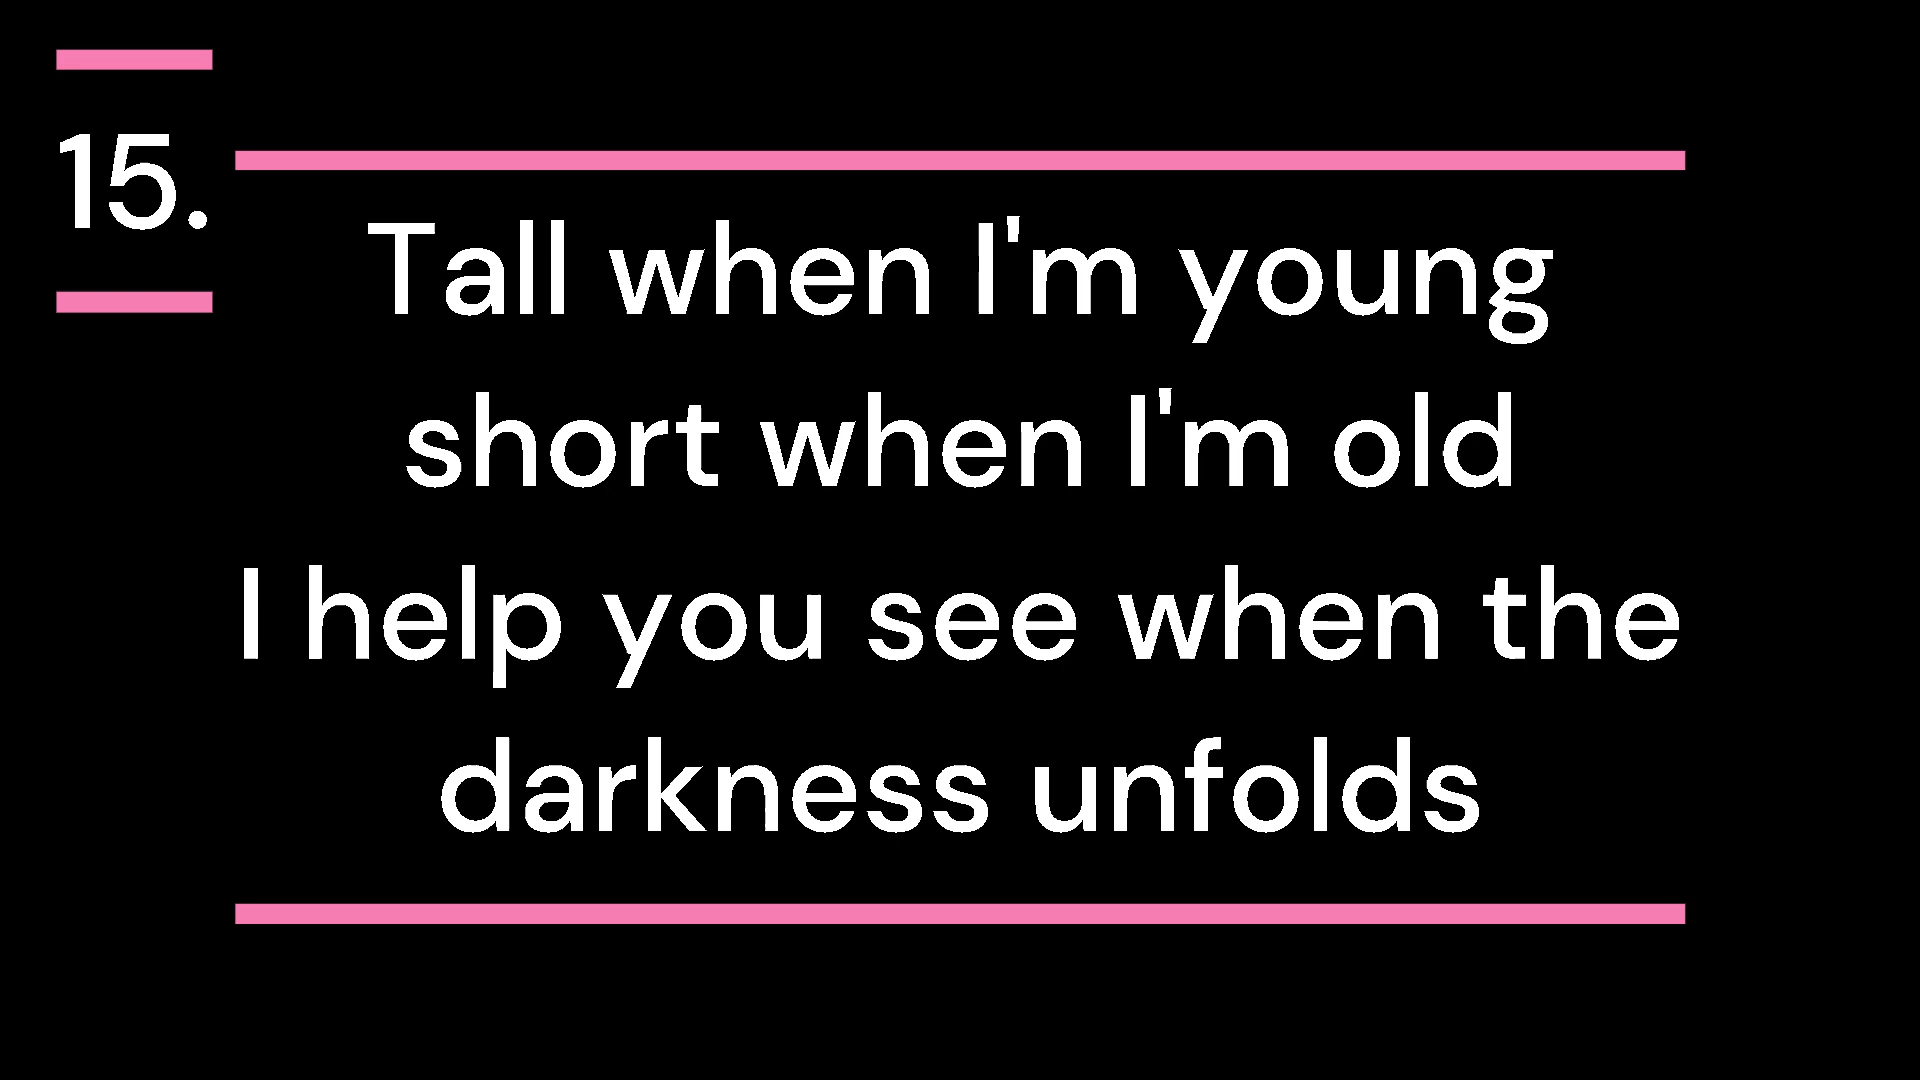 15.
Tall when I'm young
short when I'm old
I help you see when the
darkness unfolds